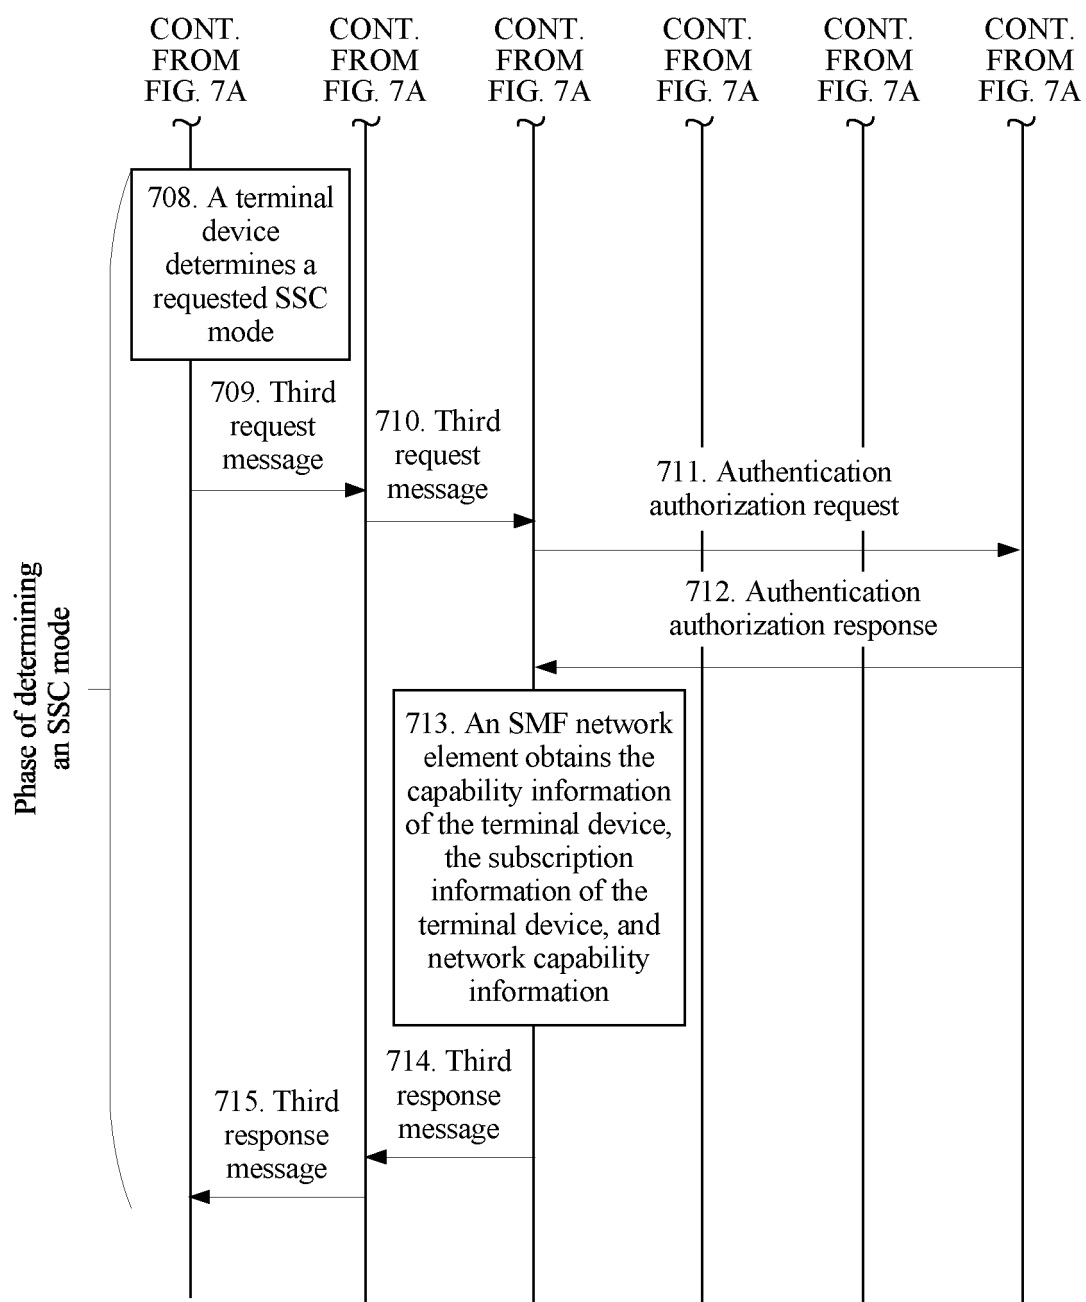 CONT.
FROM
FIG. 7A
CONT.
FROM
FIG. 7A
CONT.
FROM
FIG. 7A
CONT.
FROM
FIG. 7A
CONT.
FROM
FIG. 7A
CONT.
FROM
FIG. 7A
Phase of determining
an SSC mode
708. A terminal
device
determines a
requested SSC
mode
709. Third
request
message
710. Third
request
message
711. Authentication
authorization request
712. Authentication
authorization response
713. An SMF network
element obtains the
capability information
of the terminal device,
the subscription
information of the
terminal device, and
network capability
information
714. Third
response
message
715. Third
response
message